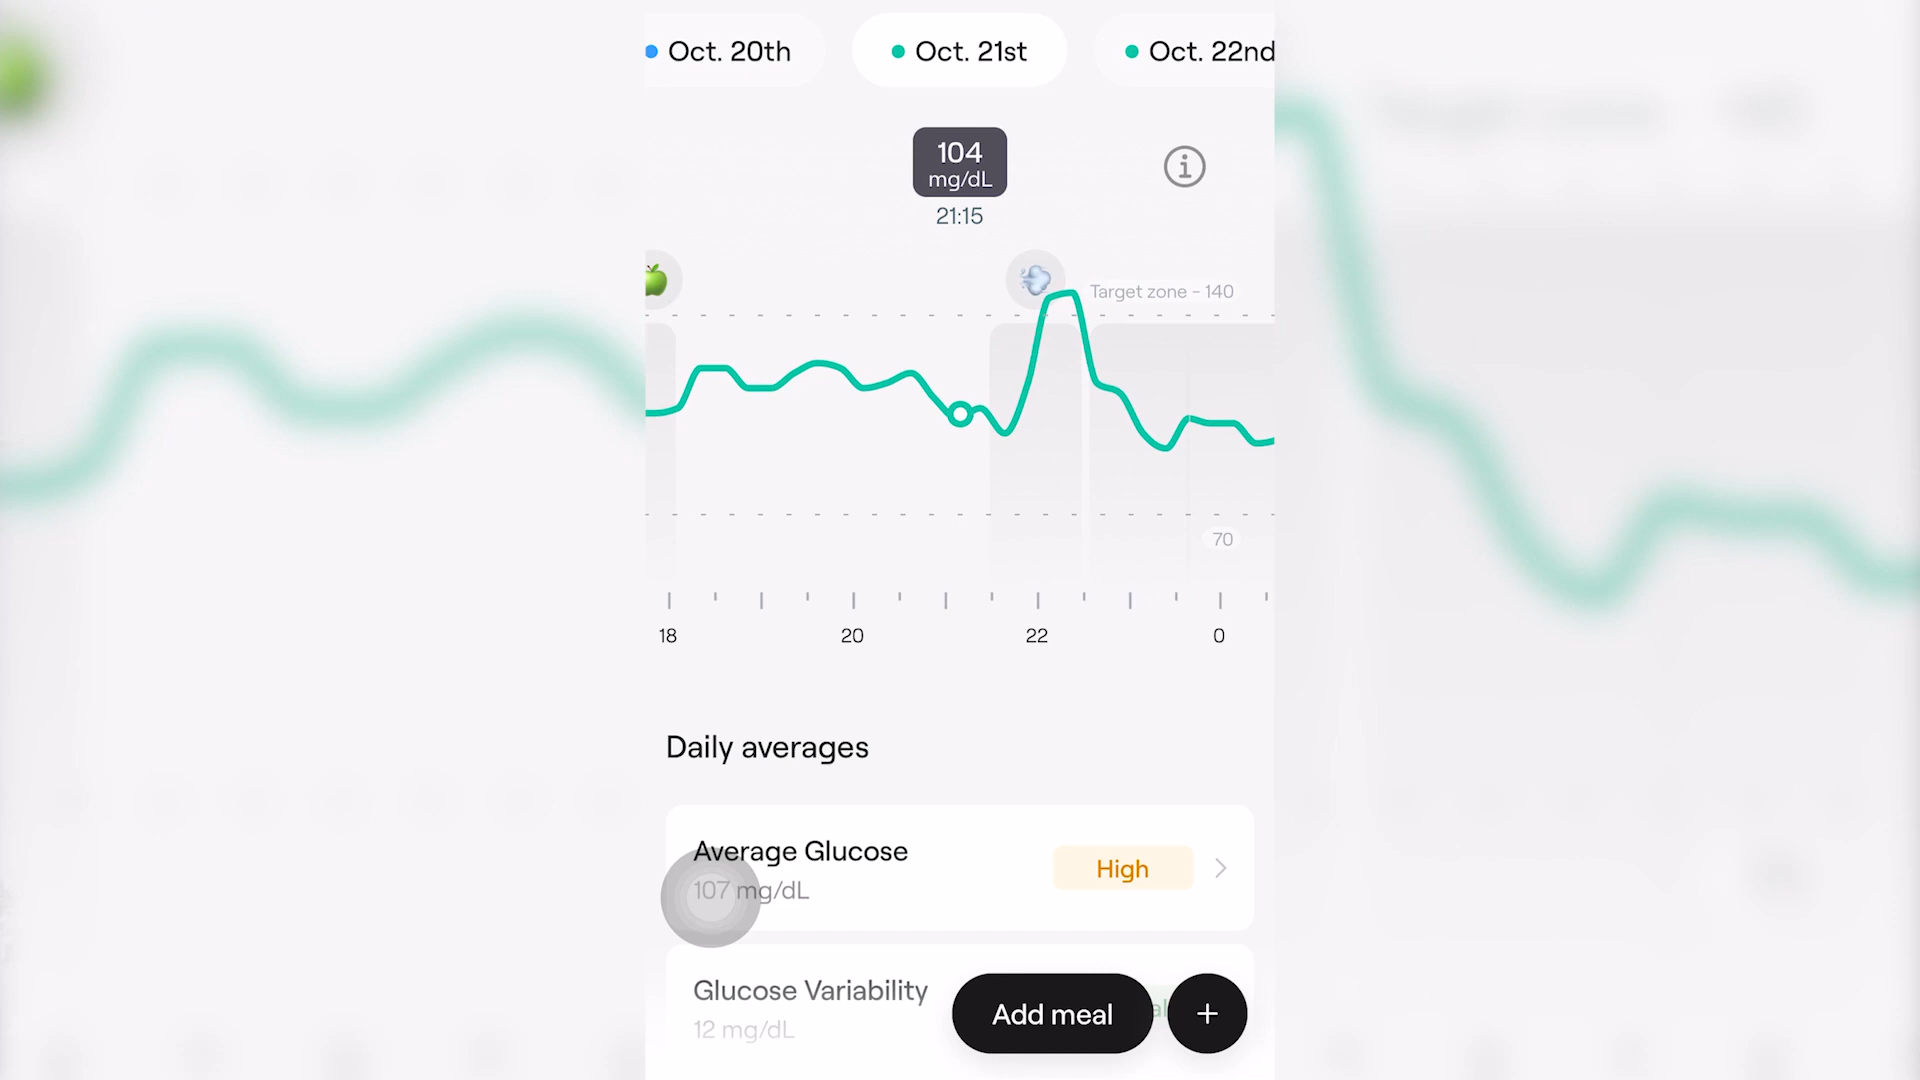 Oct. 20th
Oct. 21st
Oct. 22nd
104
mg/dL
21:15
Target zone - 140
70
18
20
22
0
Daily averages
Average Glucose
107 mg/dL
High
Glucose Variability
12 mg/dL
Add meal
+